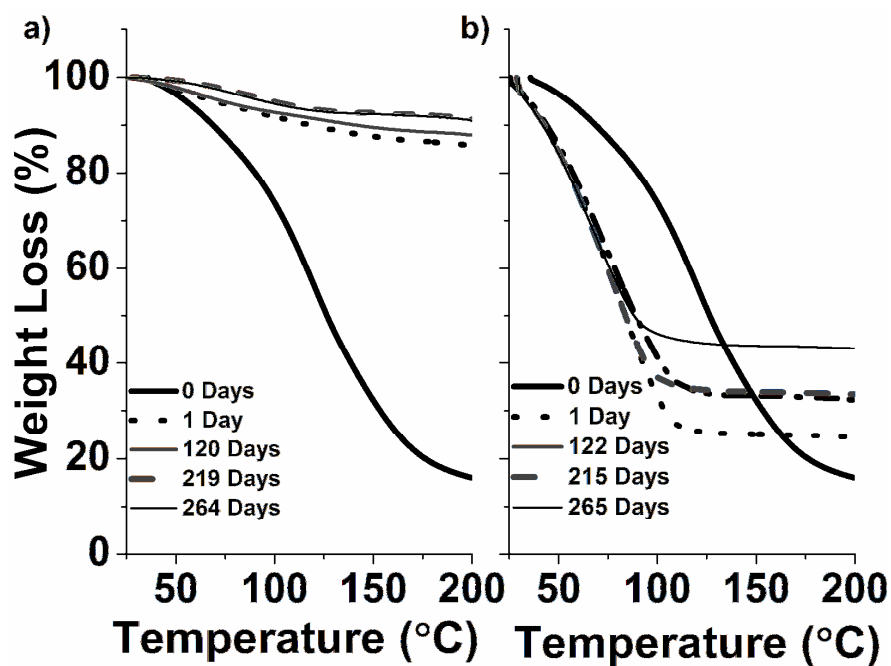 a)
b)
Weight Loss (%)
100
80
60
40
20
0
0 Days
1 Day
120 Days
219 Days
264 Days
0 Days
1 Day
122 Days
215 Days
265 Days
50 100 150 200
50 100 150 200
Temperature (°C)
Temperature (°C)